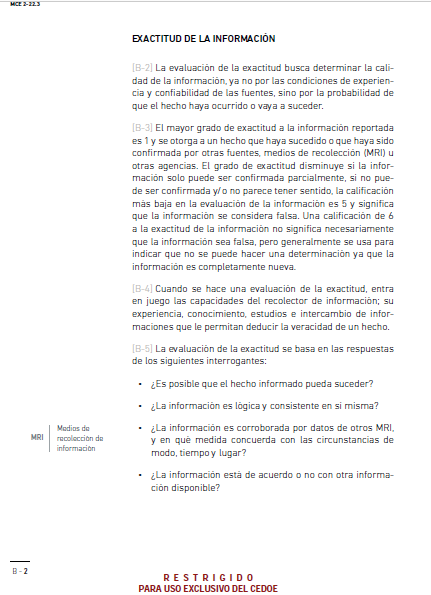 MCE 2-22.3
EXACTITUD DE LA INFORMACIÓN
[B-2] La evaluación de la exactitud busca determinar la cali-
dad de la información, ya no por las condiciones de experien-
cia y confiabilidad de las fuentes, sino por la probabilidad de
que el hecho haya ocurrido o vaya a suceder.
[B-3] El mayor grado de exactitud a la información reportada
es 1 y se otorga a un hecho que haya sucedido o que haya sido
confirmada por otras fuentes, medios de recolección (MRI) u
otras agencias. El grado de exactitud disminuye si la infor-
mación solo puede ser confirmada parcialmente, si no pue-
de ser confirmada y/o no parece tener sentido, la calificación
más baja en la evaluación de la información es 5 y significa
que la información se considera falsa. Una calificación de 6
a la exactitud de la información no significa necesariamente
que la información sea falsa, pero generalmente se usa para
indicar que no se puede hacer una determinación ya que la
información es completamente nueva.
[B-4] Cuando se hace una evaluación de la exactitud, entra
en juego las capacidades del recolector de información; su
experiencia, conocimiento, estudios e intercambio de infor-
maciones que le permitan deducir la veracidad de un hecho.
[B-5] La evaluación de la exactitud se basa en las respuestas
de los siguientes interrogantes:
• ¿Es posible que el hecho informado pueda suceder?
• ¿La información es lógica y consistente en si misma?
• ¿La información es corroborada por datos de otros MRI,
y en qué medida concuerda con las circunstancias de
modo, tiempo y lugar?
• ¿La información está de acuerdo o no con otra informa-
ción disponible?
MRI
Medios de
recolección de
información
B - 2
RESTRIGIDO
PARA USO EXCLUSIVO DEL CEDOE